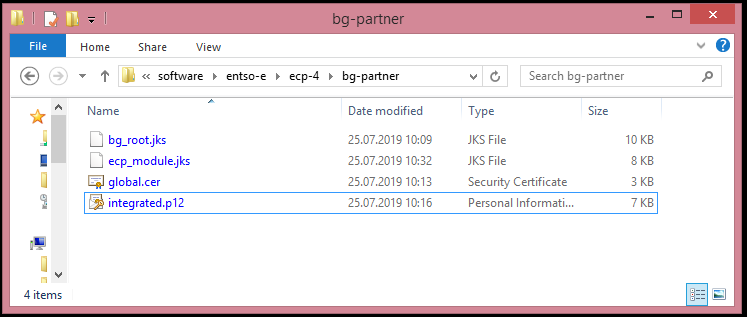 bg-partner
File Home Share View
« software entso-e ecp-4 bg-partner Search bg-partner
Name Date modified Type Size
bg_root.jks 25.07.2019 10:09 JKS File 10 KB
ecp_module.jks 25.07.2019 10:32 JKS File 8 KB
global.cer 25.07.2019 10:13 Security Certificate 3 KB
integrated.p12 25.07.2019 10:16 Personal Informati... 7 KB
4 items